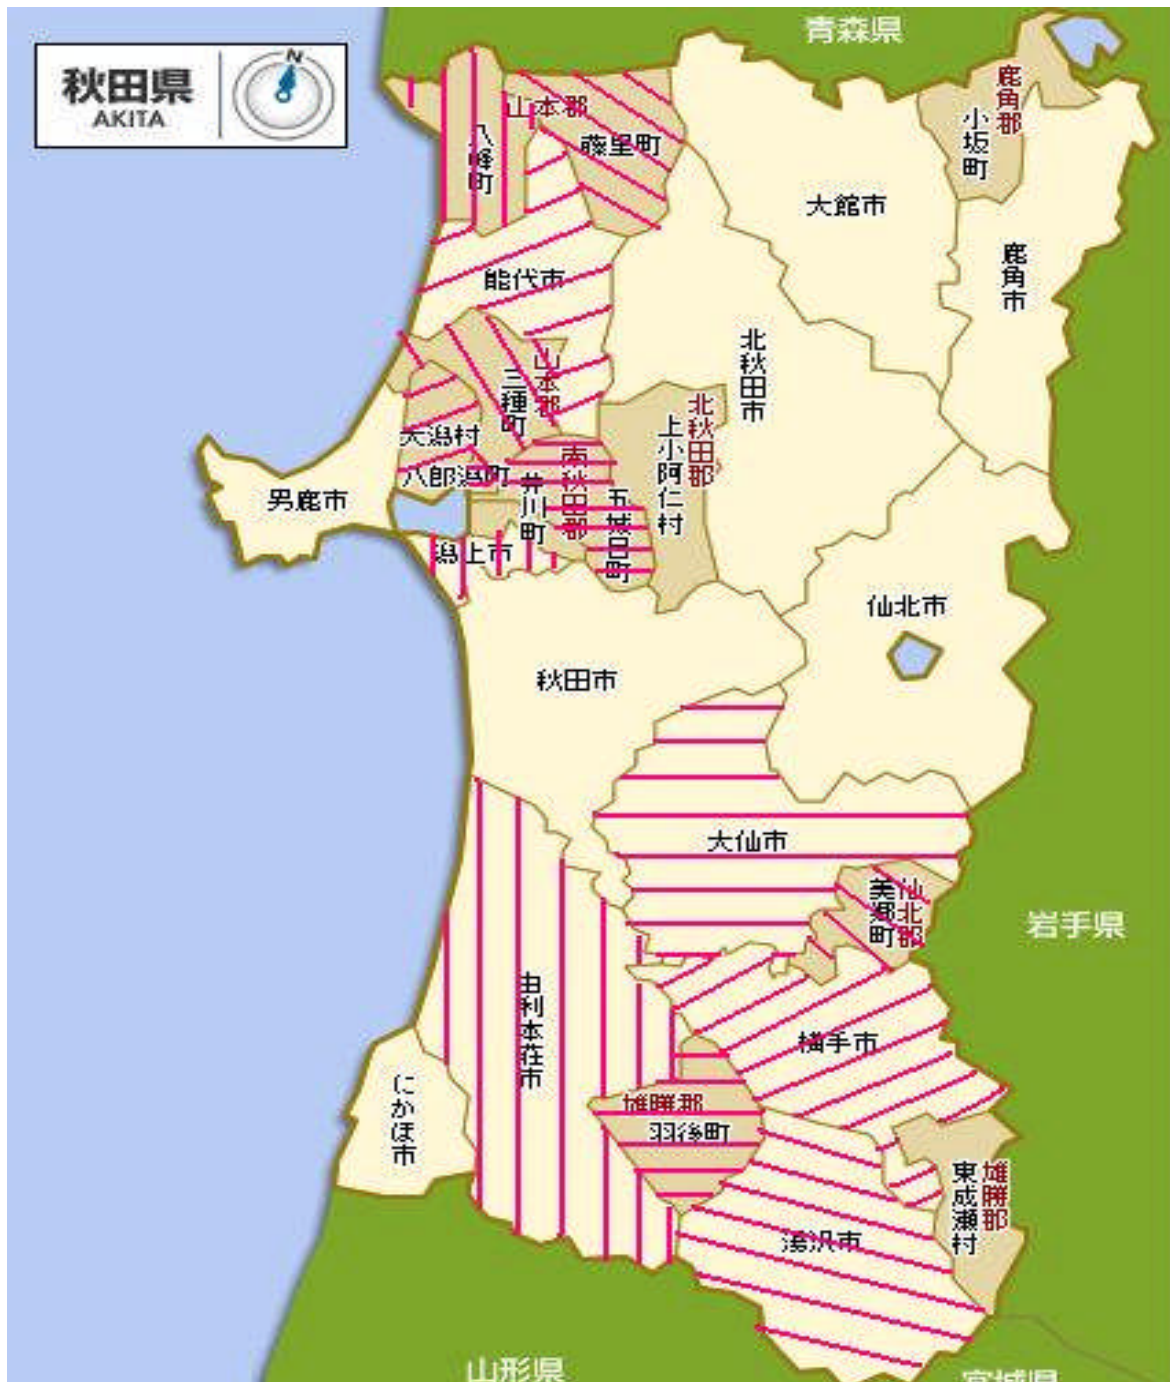 青森県
秋田県
AKITA
N
鹿角郡
小坂町
山本郡
八峰町
藤里町
大館市
鹿角市
能代市
北秋田市
山本郡
三種町
北秋田郡
上小阿仁村
大潟村
八郎潟町
南秋田郡
井川町
五城目町
男鹿市
潟上市
仙北市
秋田市
大仙市
仙北郡
美郷町
岩手県
由利本荘市
横手市
にかほ市
雄勝郡
羽後町
雄勝郡
東成瀬村
湯沢市
山形県
宮城県